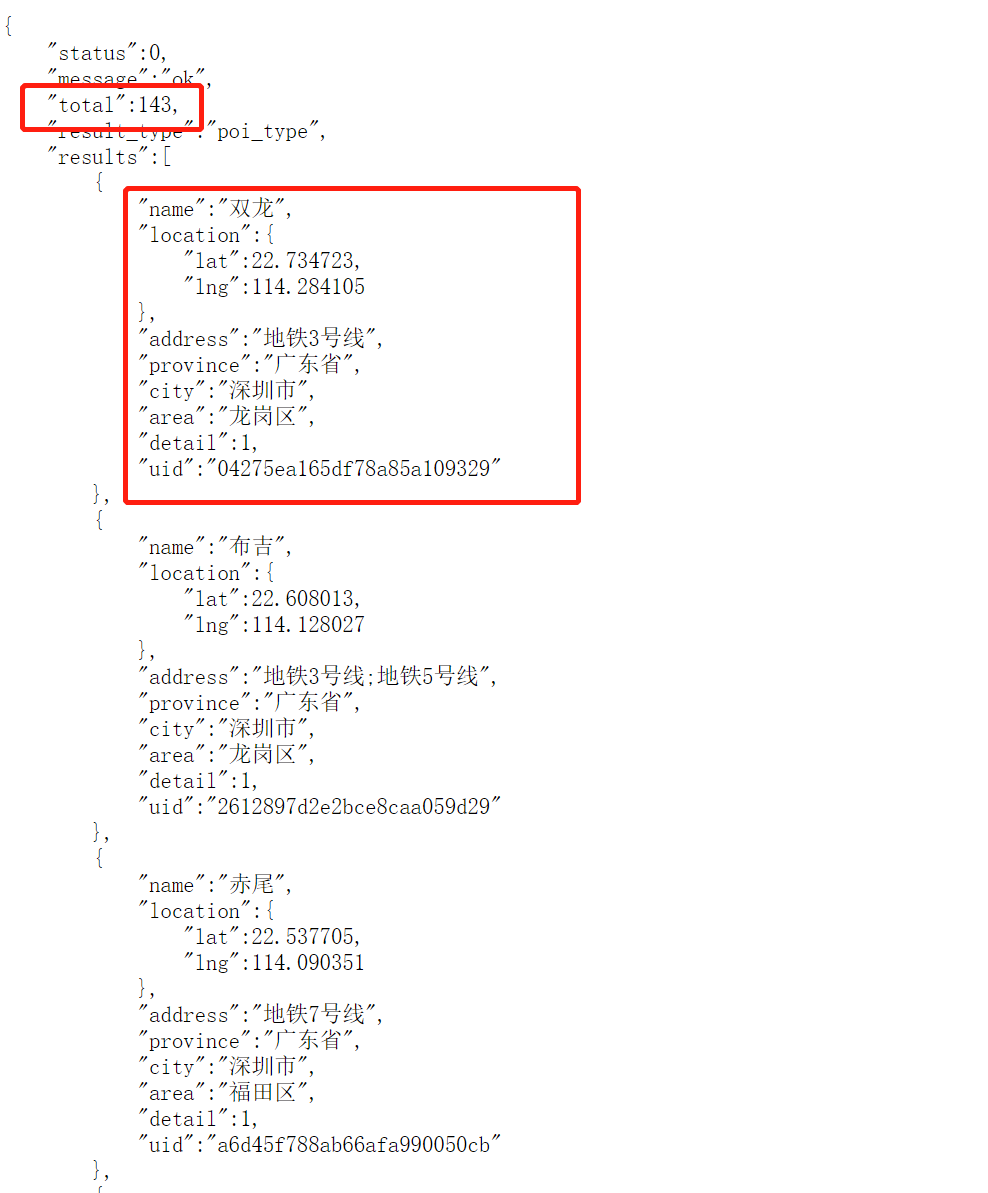 {
"status":0,
"message":"ok",
"total":143,
"result_type":"poi_type",
"results":[
{
"name":"双龙",
"location":{
"lat":22.734723,
"lng":114.284105
},
"address":"地铁3号线",
"province":"广东省",
"city":"深圳市",
"area":"龙岗区",
"detail":1,
"uid":"04275ea165df78a85a109329"
},
{
"name":"布吉",
"location":{
"lat":22.608013,
"lng":114.128027
},
"address":"地铁3号线;地铁5号线",
"province":"广东省",
"city":"深圳市",
"area":"龙岗区",
"detail":1,
"uid":"2612897d2e2bce8caa059d29"
},
{
"name":"赤尾",
"location":{
"lat":22.537705,
"lng":114.090351
},
"address":"地铁7号线",
"province":"广东省",
"city":"深圳市",
"area":"福田区",
"detail":1,
"uid":"a6d45f788ab66afa990050cb"
},
{